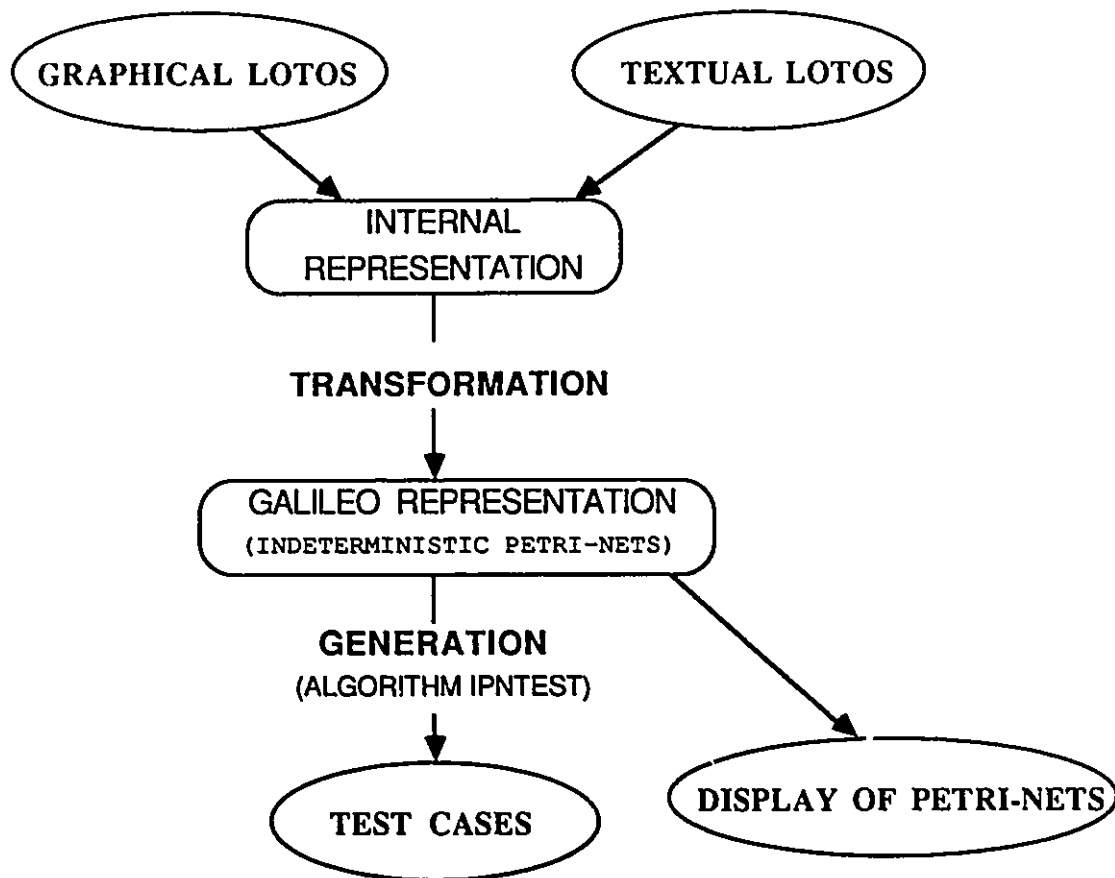 GRAPHICAL LOTOS
TEXTUAL LOTOS
INTERNAL
REPRESENTATION
TRANSFORMATION
GALILEO REPRESENTATION
(INDETERMINISTIC PETRI-NETS)
GENERATION
(ALGORITHM IPNTEST)
TEST CASES
DISPLAY OF PETRI-NETS